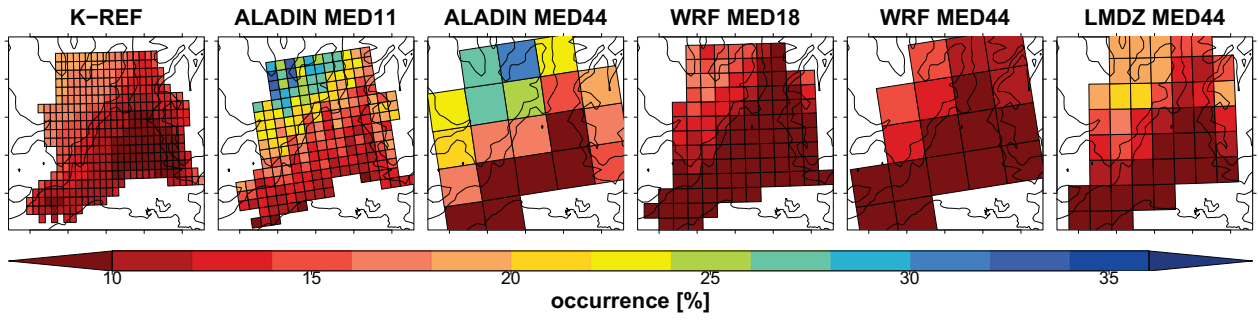 K−REF ALADIN MED11 ALADIN MED44 WRF MED18 WRF MED44 LMDZ MED44
10 15 20 25 30 35
occurrence [%]